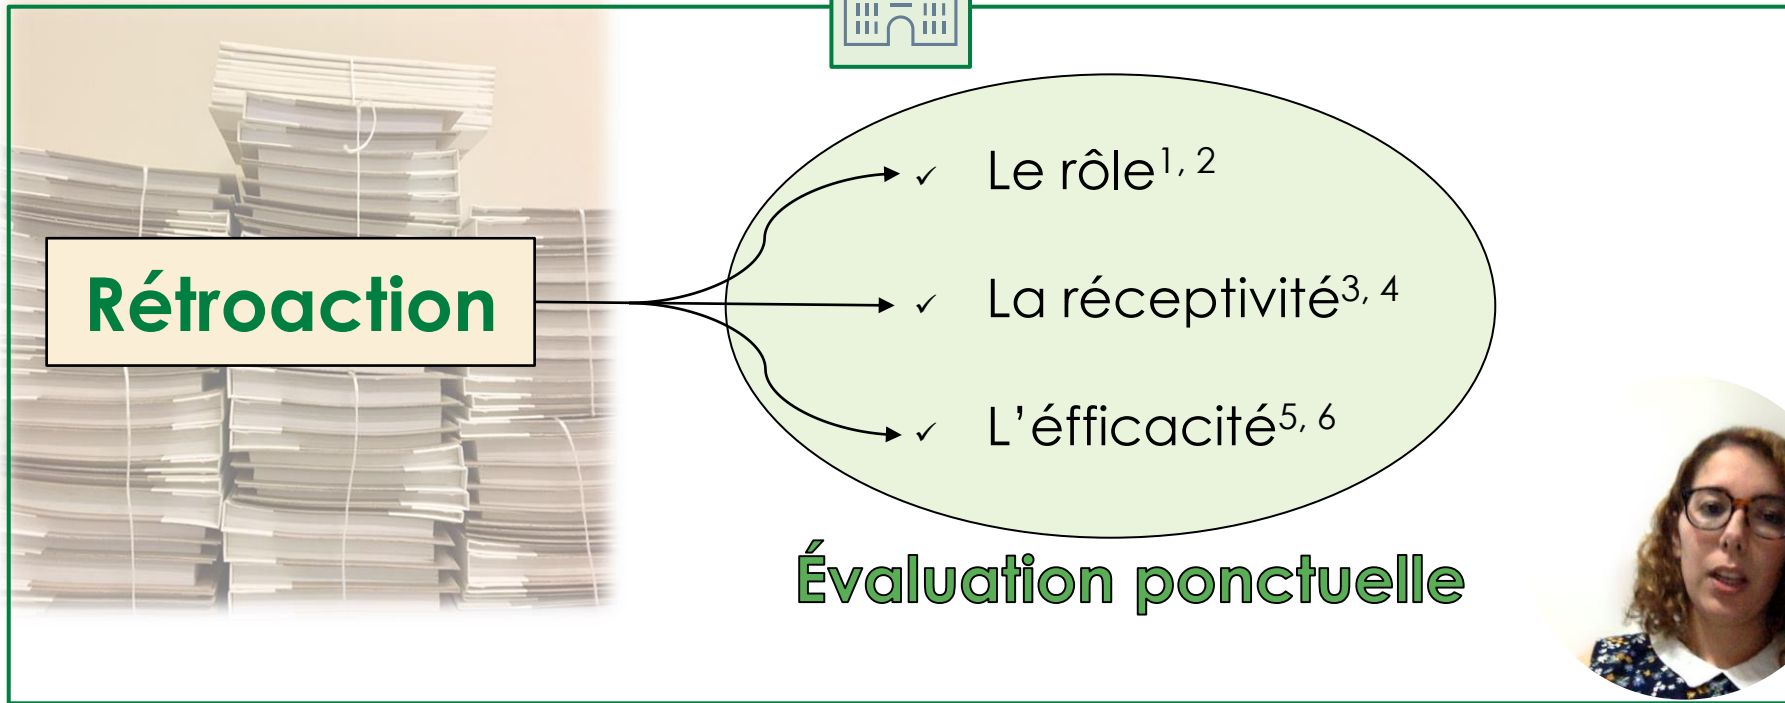 Le rôle1, 2
Rétroaction
La réceptivité3, 4
L'éfficacité5, 6
Évaluation ponctuelle